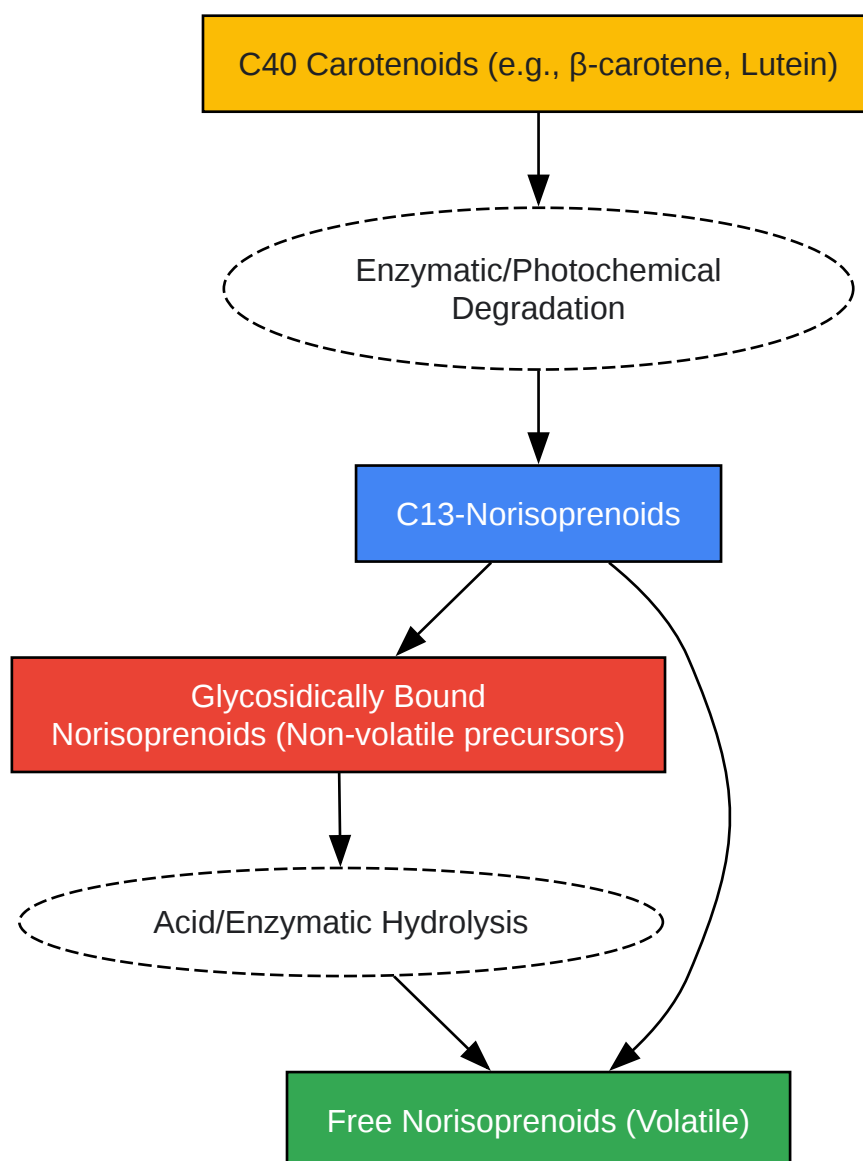 C40 Carotenoids (e.g., β-carotene, Lutein)
Enzymatic/Photochemical
Degradation
C13-Norisoprenoids
Glycosidically Bound
Norisoprenoids (Non-volatile precursors)
Acid/Enzymatic Hydrolysis
Free Norisoprenoids (Volatile)